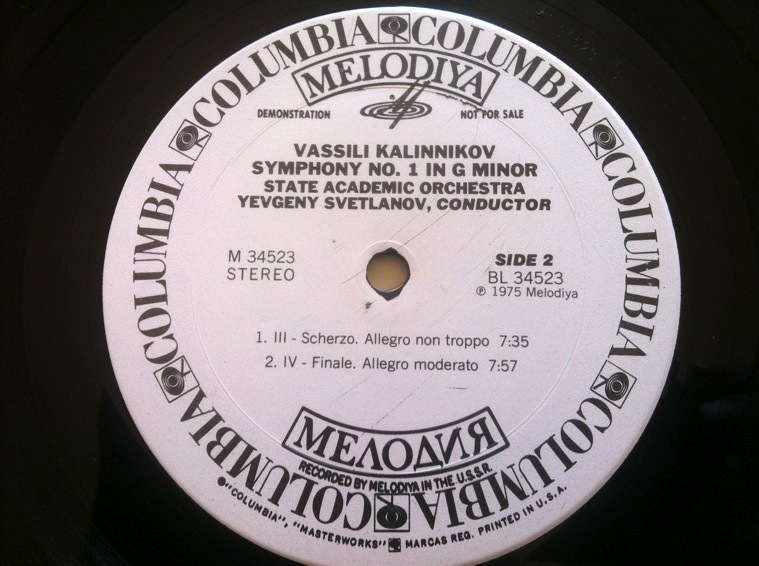 COLUMBIA COLUMBIA COLUMBIA COLUMBIA COLUMBIA COLUMBIA COLUMBIA COLUMBIA
MELODIYA
DEMONSTRATION NOT FOR SALE
VASSILI KALINNIKOV
SYMPHONY NO. 1 IN G MINOR
STATE ACADEMIC ORCHESTRA
YEVGENY SVETLANOV, CONDUCTOR
M 34523
STEREO
SIDE 2
BL 34523
℗ 1975 Melodiya
1. III - Scherzo. Allegro non troppo 7:35
2. IV - Finale. Allegro moderato 7:57
МЕЛОДИЯ
RECORDED BY MELODIYA IN THE U.S.S.R.
"COLUMBIA", "MASTERWORKS" MARCAS REG. PRINTED IN U.S.A.